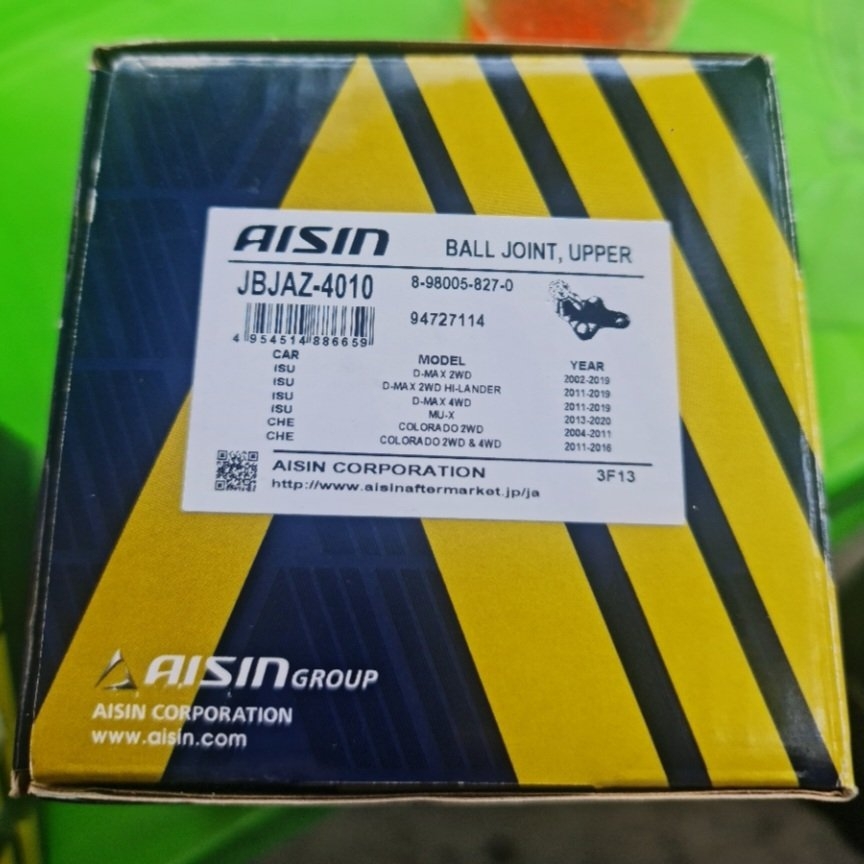 AISIN
BALL JOINT, UPPER
JBJAZ-4010
8-98005-827-0
94727114
4 954514 886659
CAR MODEL YEAR
ISU D-MAX 2WD 2002-2019
ISU D-MAX 2WD HI-LANDER 2011-2019
ISU D-MAX 4WD 2011-2019
ISU MU-X 2013-2020
CHE COLORADO 2WD 2004-2011
CHE COLORADO 2WD & 4WD 2011-2016
AISIN CORPORATION 3F13
http://www.aisinaftermarket.jp/ja
AISIN GROUP
AISIN CORPORATION
www.aisin.com